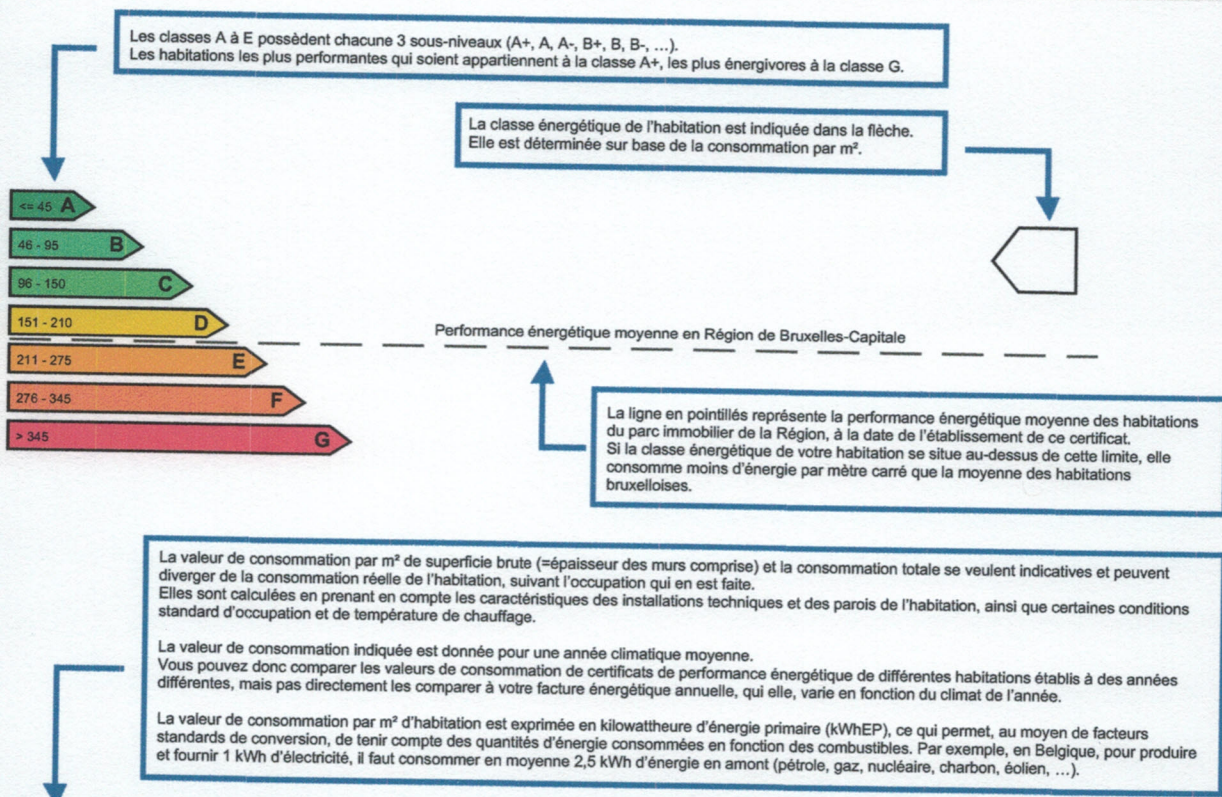 Les classes A à E possèdent chacune 3 sous-niveaux (A+, A, A-, B+, B, B-, ...).
Les habitations les plus performantes qui soient appartiennent à la classe A+, les plus énergivores à la classe G.
La classe énergétique de l'habitation est indiquée dans la flèche.
Elle est déterminée sur base de la consommation par m².
<= 45 A
46 - 95 B
96 - 150 C
151 - 210 D
Performance énergétique moyenne en Région de Bruxelles-Capitale
211 - 275 E
276 - 345 F
> 345 G
La ligne en pointillés représente la performance énergétique moyenne des habitations
du parc immobilier de la Région, à la date de l'établissement de ce certificat.
Si la classe énergétique de votre habitation se situe au-dessus de cette limite, elle
consomme moins d'énergie par mètre carré que la moyenne des habitations
bruxelloises.
La valeur de consommation par m² de superficie brute (=épaisseur des murs comprise) et la consommation totale se veulent indicatives et peuvent
diverger de la consommation réelle de l'habitation, suivant l'occupation qui en est faite.
Elles sont calculées en prenant en compte les caractéristiques des installations techniques et des parois de l'habitation, ainsi que certaines conditions
standard d'occupation et de température de chauffage.
La valeur de consommation indiquée est donnée pour une année climatique moyenne.
Vous pouvez donc comparer les valeurs de consommation de certificats de performance énergétique de différentes habitations établis à des années
différentes, mais pas directement les comparer à votre facture énergétique annuelle, qui elle, varie en fonction du climat de l'année.
La valeur de consommation par m² d'habitation est exprimée en kilowattheure d'énergie primaire (kWhEP), ce qui permet, au moyen de facteurs
standards de conversion, de tenir compte des quantités d'énergie consommées en fonction des combustibles. Par exemple, en Belgique, pour produire
et fournir 1 kWh d'électricité, il faut consommer en moyenne 2,5 kWh d'énergie en amont (pétrole, gaz, nucléaire, charbon, éolien, ...).